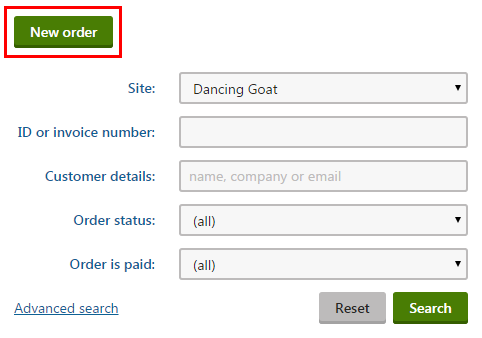 New order
Site: Dancing Goat
ID or invoice number:
Customer details: name, company or email
Order status: (all)
Order is paid: (all)
Advanced search Reset Search